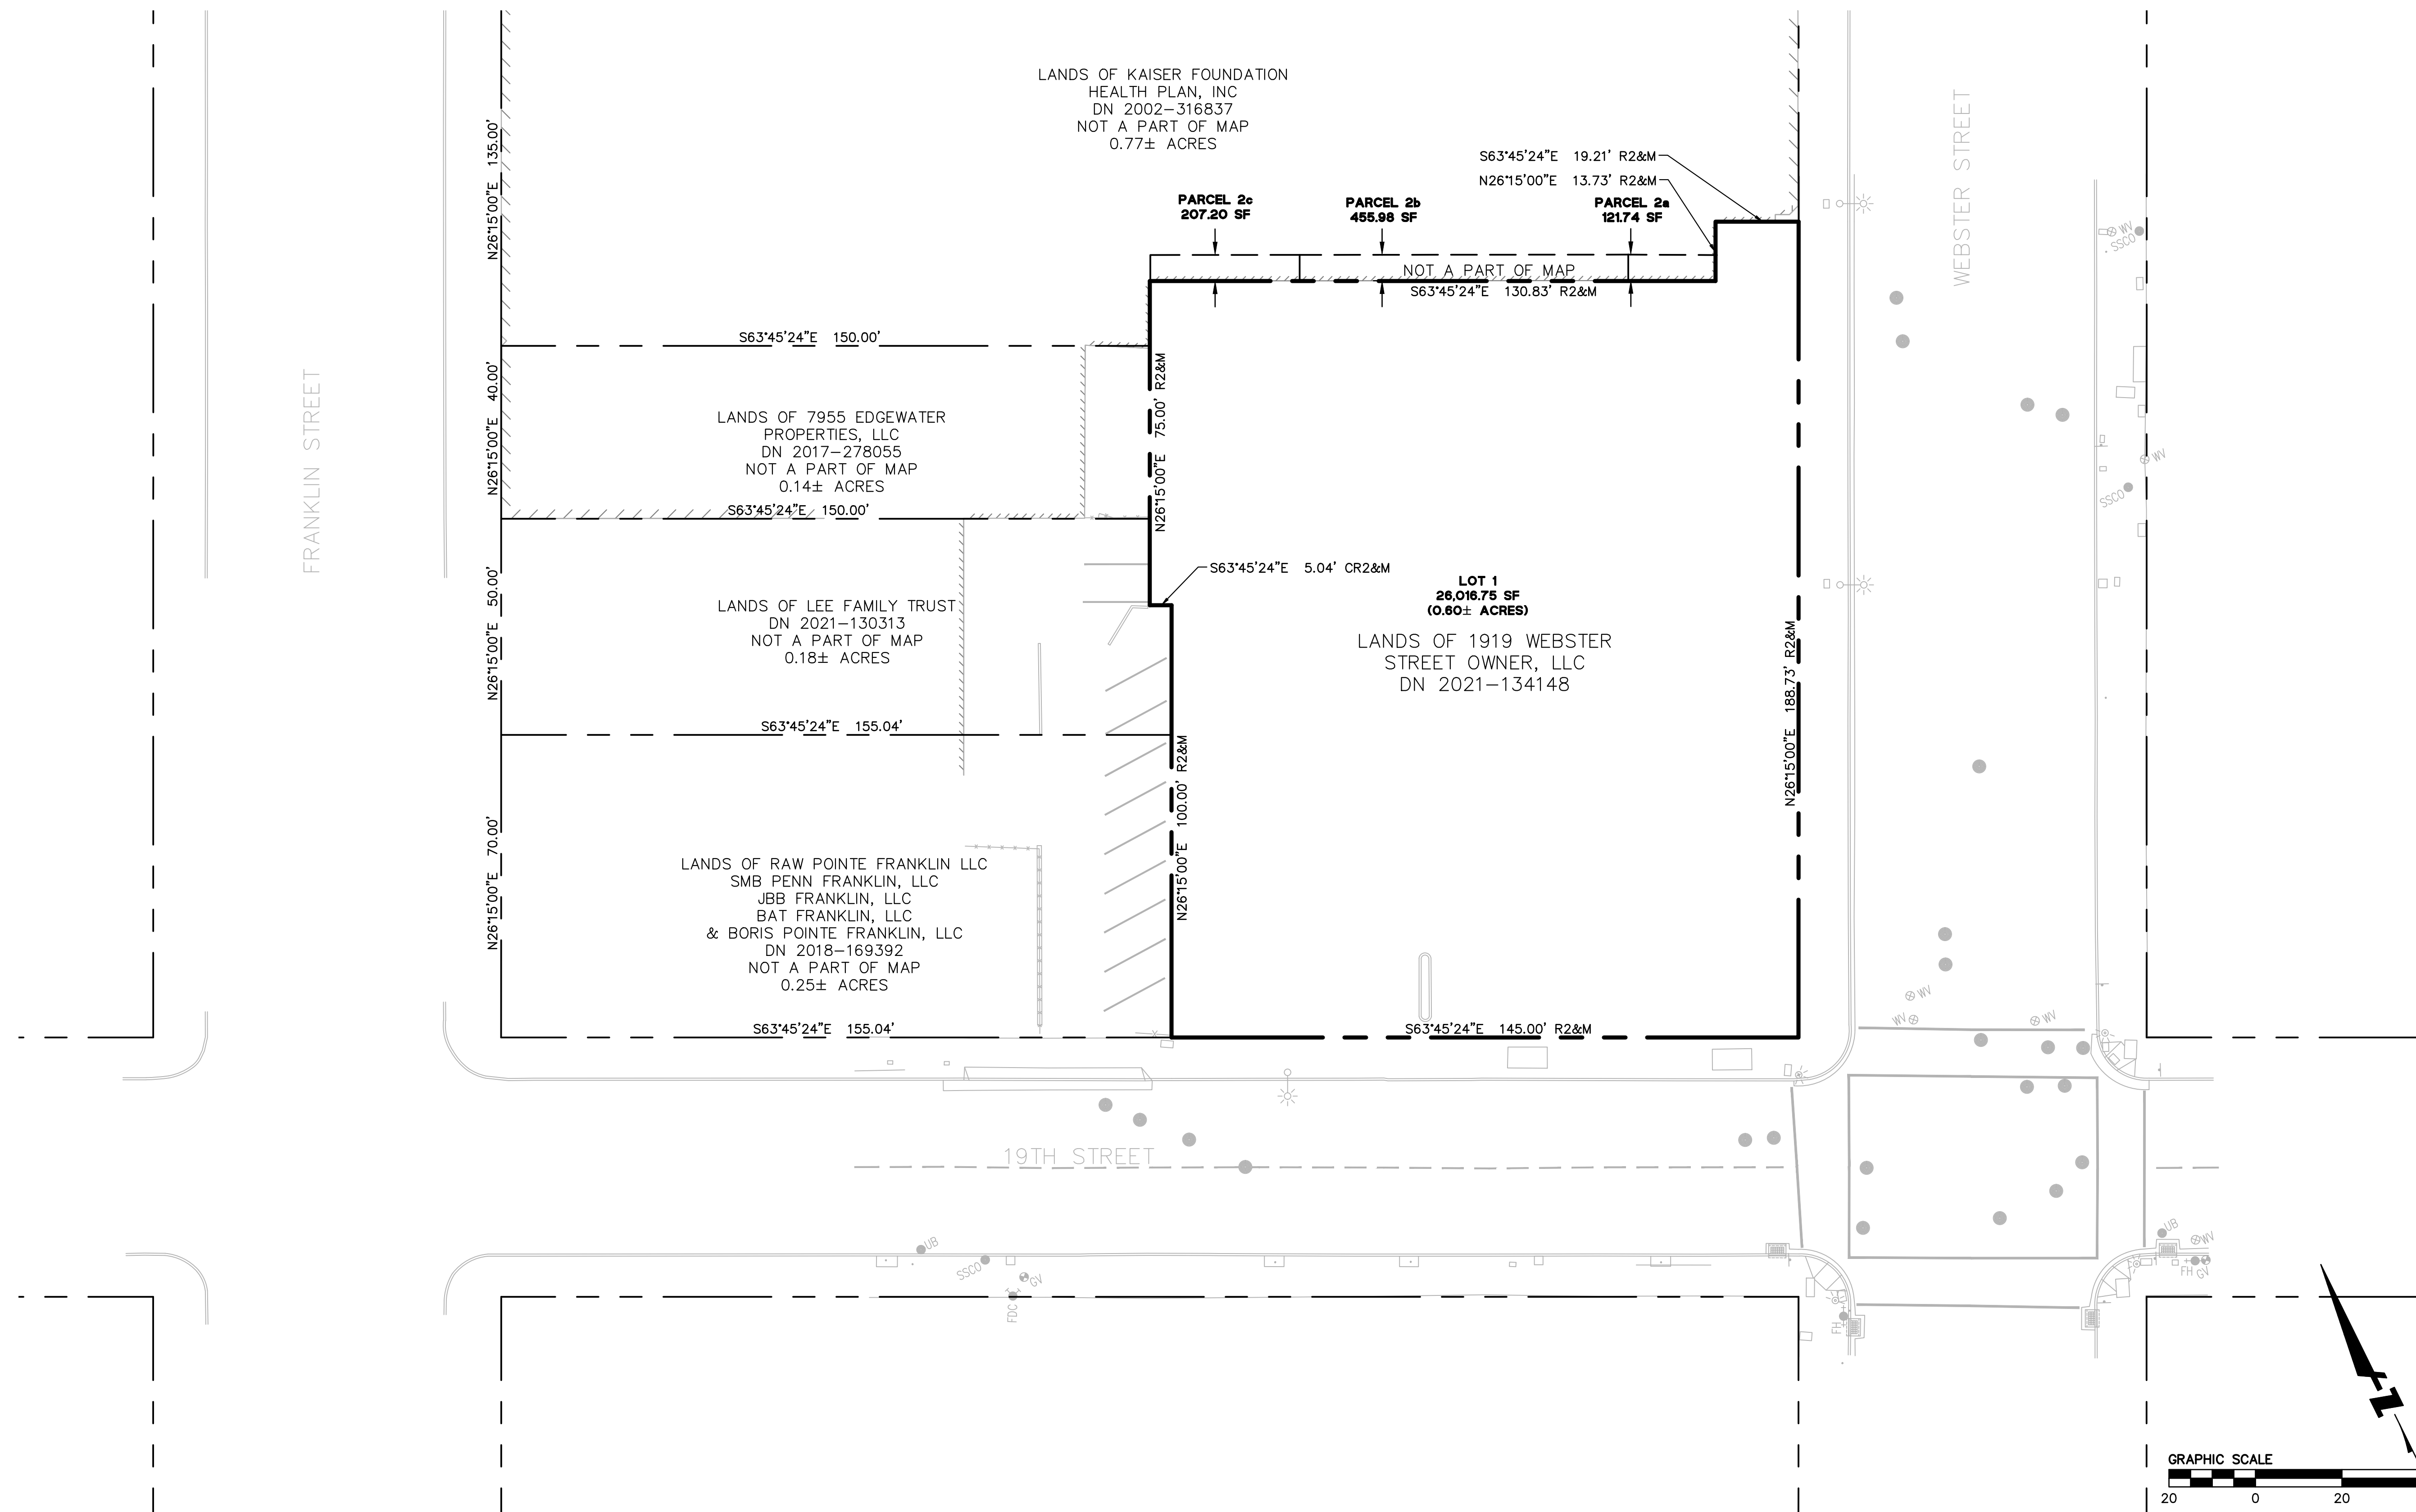 LANDS OF KAISER FOUNDATION
HEALTH PLAN, INC
DN 2002-316837
NOT A PART OF MAP
0.77± ACRES
N26°15'00"E 135.00'
WEBSTER STREET
S63°45'24"E 19.21' R2&M
N26°15'00"E 13.73' R2&M
PARCEL 2c
207.20 SF
PARCEL 2b
455.98 SF
PARCEL 2a
121.74 SF
NOT A PART OF MAP
S63°45'24"E 130.83' R2&M
WV
SSCO
S63°45'24"E 150.00'
FRANKLIN STREET
N26°15'00"E 40.00'
LANDS OF 7955 EDGEWATER
PROPERTIES, LLC
DN 2017-278055
NOT A PART OF MAP
0.14± ACRES
N26°15'00"E 75.00' R2&M
WV
SSCO
S63°45'24"E 150.00'
S63°45'24"E 5.04' CR2&M
N26°15'00"E 50.00'
LANDS OF LEE FAMILY TRUST
DN 2021-130313
NOT A PART OF MAP
0.18± ACRES
LOT 1
26,016.75 SF
(0.60± ACRES)
LANDS OF 1919 WEBSTER
STREET OWNER, LLC
DN 2021-134148
N26°15'00"E 188.73' R2&M
S63°45'24"E 155.04'
N26°15'00"E 100.00' R2&M
N26°15'00"E 70.00'
LANDS OF RAW POINTE FRANKLIN LLC
SMB PENN FRANKLIN, LLC
JBB FRANKLIN, LLC
BAT FRANKLIN, LLC
& BORIS POINTE FRANKLIN, LLC
DN 2018-169392
NOT A PART OF MAP
0.25± ACRES
WV
WV
WV
S63°45'24"E 155.04'
S63°45'24"E 145.00' R2&M
19TH STREET
UB
SSCO
GV
FDC
UB
WV
FH
GV
FH
Z
GRAPHIC SCALE
20 0 20